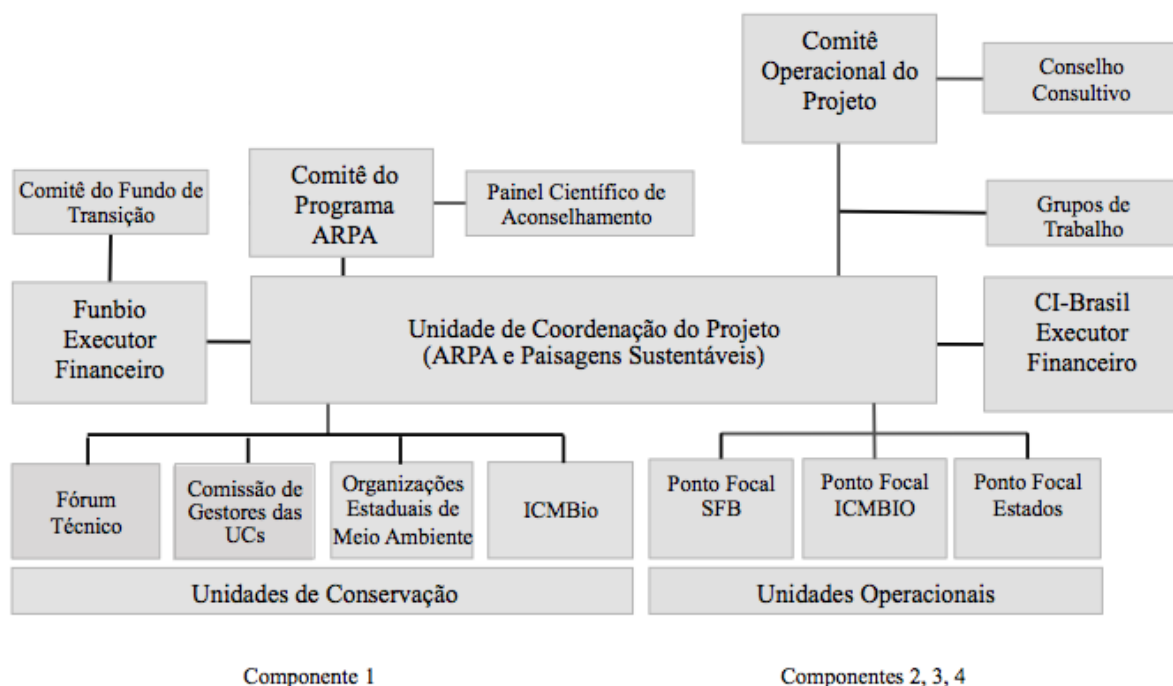 Comitê
Operacional do
Projeto
Conselho
Consultivo
Comitê do
Programa
ARPA
Painel Científico de
Aconselhamento
Comitê do Fundo de
Transição
Grupos de
Trabalho
Funbio
Executor
Financeiro
Unidade de Coordenação do Projeto
(ARPA e Paisagens Sustentáveis)
CI-Brasil
Executor
Financeiro
Fórum
Técnico
Comissão de
Gestores das
UCs
Organizações
Estaduais de
Meio Ambiente
ICMBio
Ponto Focal
SFB
Ponto Focal
ICMBIO
Ponto Focal
Estados
Unidades de Conservação
Unidades Operacionais
Componente 1
Componentes 2, 3, 4